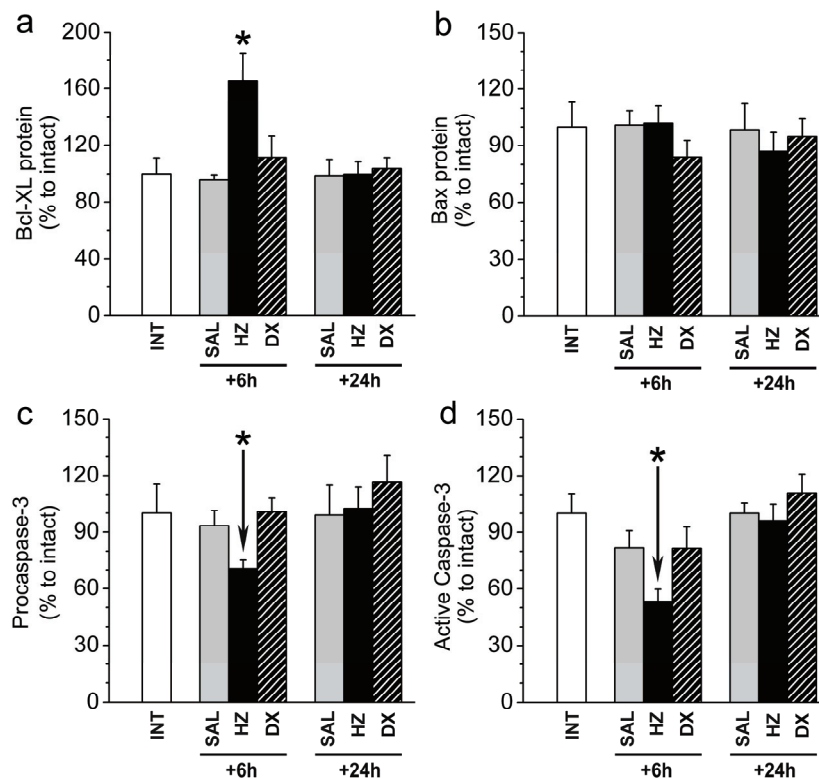 a
Bcl-XL protein
(% to intact)
200
160
120
80
40
0
*
INT
SAL
HZ
DX
SAL
HZ
DX
+6h
+24h
b
Bax protein
(% to intact)
150
120
90
60
30
0
INT
SAL
HZ
DX
SAL
HZ
DX
+6h
+24h
c
Procaspase-3
(% to intact)
150
120
90
60
30
0
*
INT
SAL
HZ
DX
SAL
HZ
DX
+6h
+24h
d
Active Caspase-3
(% to intact)
150
120
90
60
30
0
*
INT
SAL
HZ
DX
SAL
HZ
DX
+6h
+24h